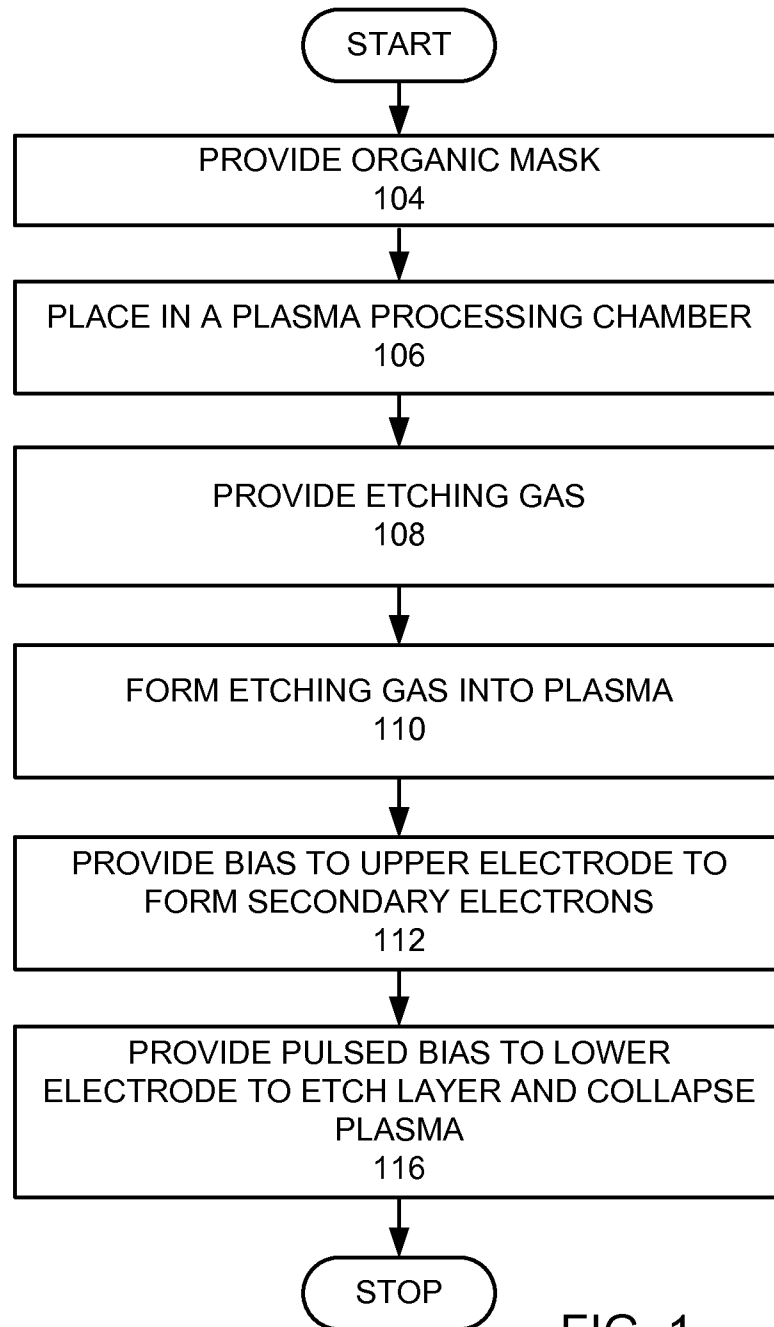 START
PROVIDE ORGANIC MASK
104
PLACE IN A PLASMA PROCESSING CHAMBER
106
PROVIDE ETCHING GAS
108
FORM ETCHING GAS INTO PLASMA
110
PROVIDE BIAS TO UPPER ELECTRODE TO
FORM SECONDARY ELECTRONS
112
PROVIDE PULSED BIAS TO LOWER
ELECTRODE TO ETCH LAYER AND COLLAPSE
PLASMA
116
STOP
FIG. 1